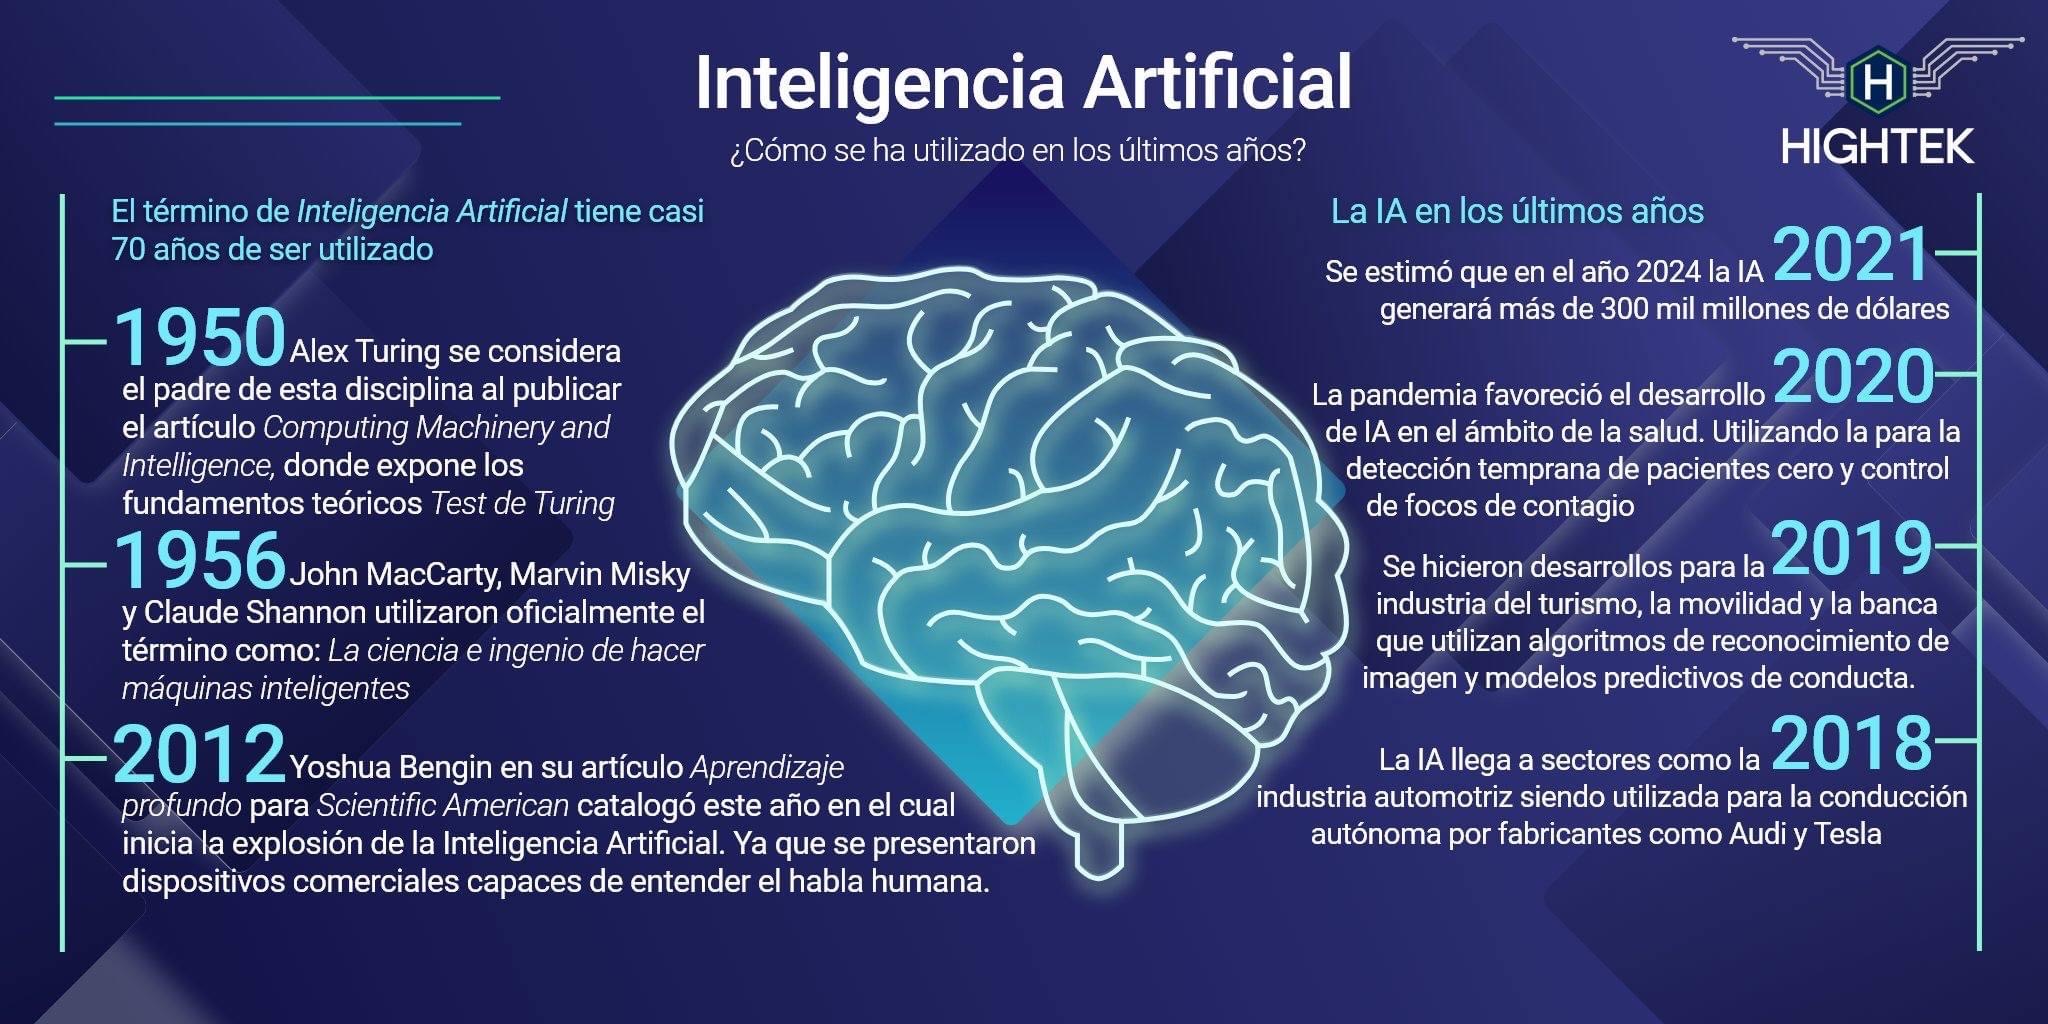 Inteligencia Artificial
¿Cómo se ha utilizado en los últimos años?
H
HIGHTEK
El término de Inteligencia Artificial tiene casi
70 años de ser utilizado
1950 Alex Turing se considera
el padre de esta disciplina al publicar
el artículo Computing Machinery and
Intelligence, donde expone los
fundamentos teóricos Test de Turing
1956 John MacCarty, Marvin Misky
y Claude Shannon utilizaron oficialmente el
término como: La ciencia e ingenio de hacer
máquinas inteligentes
2012 Yoshua Bengin en su artículo Aprendizaje
profundo para Scientific American catalogó este año en el cual
inicia la explosión de la Inteligencia Artificial. Ya que se presentaron
dispositivos comerciales capaces de entender el habla humana.
La IA en los últimos años
Se estimó que en el año 2024 la IA 2021
generará más de 300 mil millones de dólares
La pandemia favoreció el desarrollo 2020
de IA en el ámbito de la salud. Utilizando la para la
detección temprana de pacientes cero y control
de focos de contagio
Se hicieron desarrollos para la 2019
industria del turismo, la movilidad y la banca
que utilizan algoritmos de reconocimiento de
imagen y modelos predictivos de conducta.
La IA llega a sectores como la 2018
industria automotriz siendo utilizada para la conducción
autónoma por fabricantes como Audi y Tesla